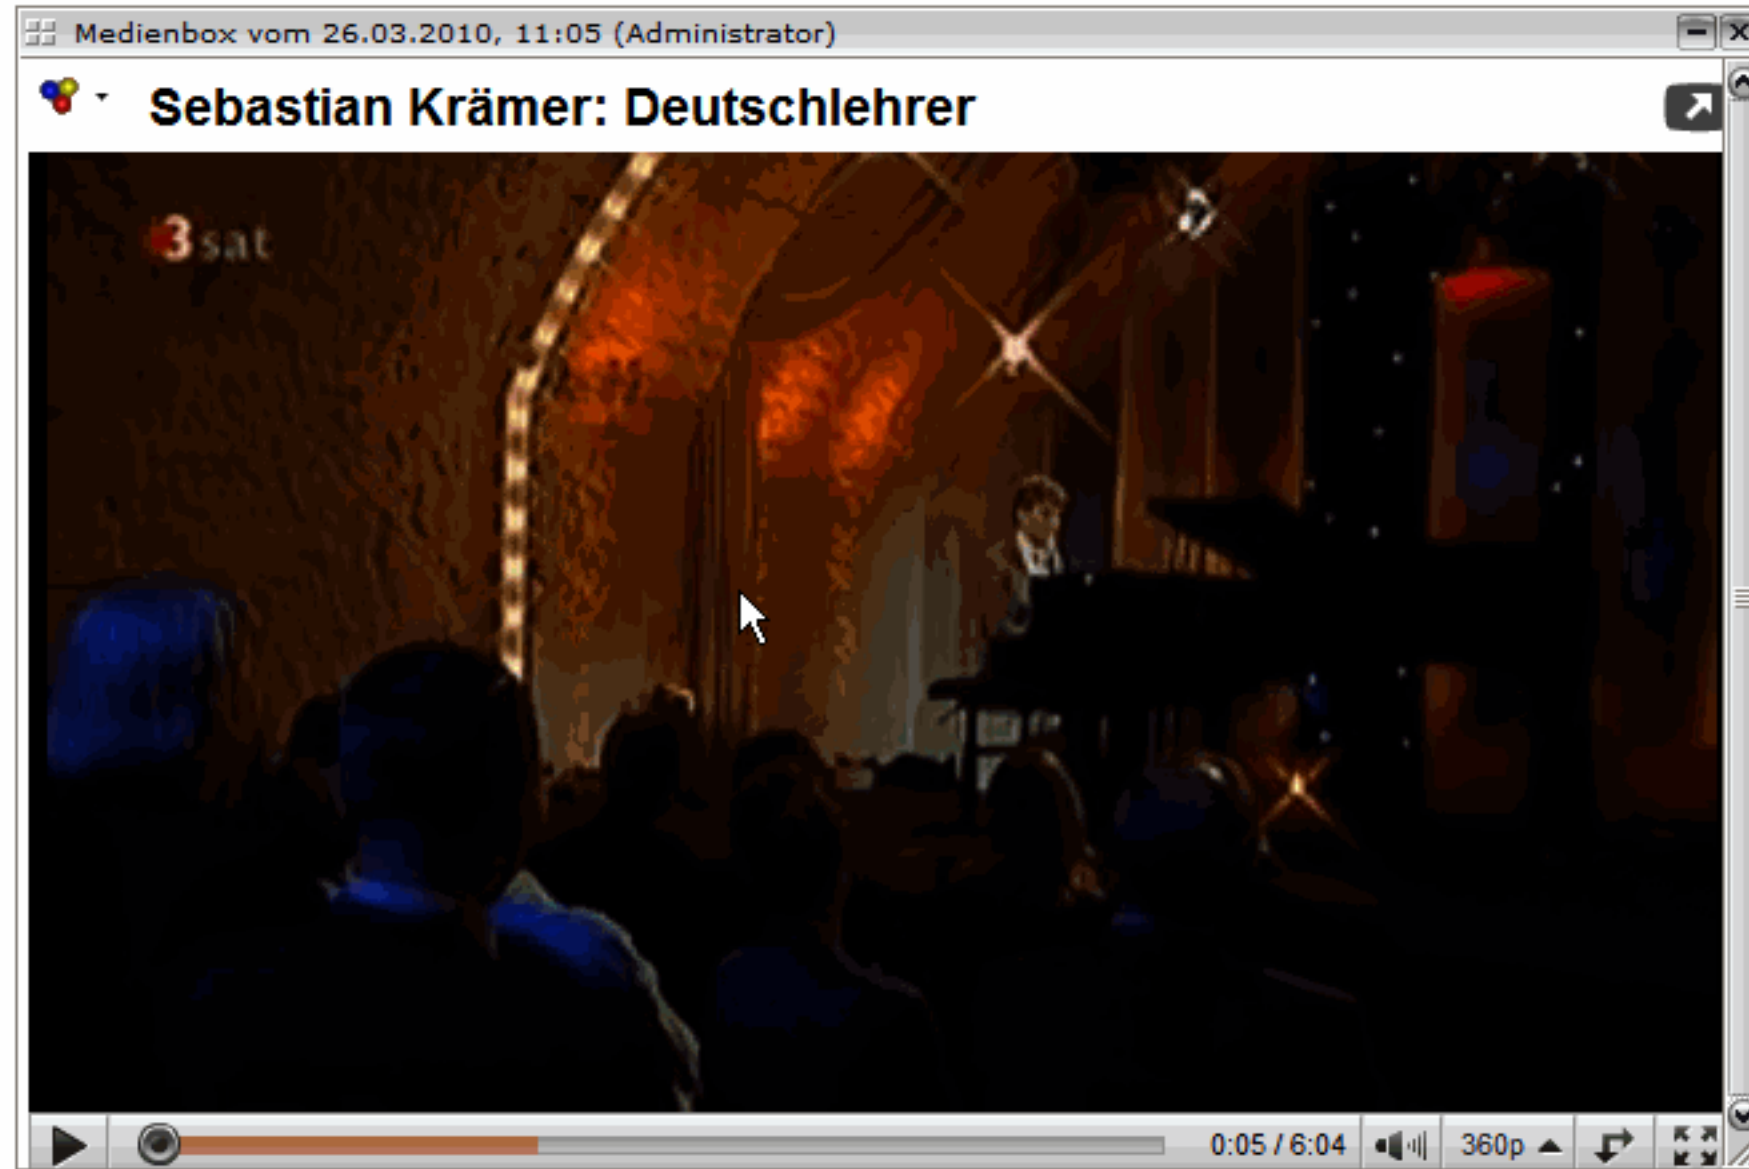 Medienbox vom 26.03.2010, 11:05 (Administrator)
Sebastian Krämer: Deutschlehrer
3sat
0:05 / 6:04
360p